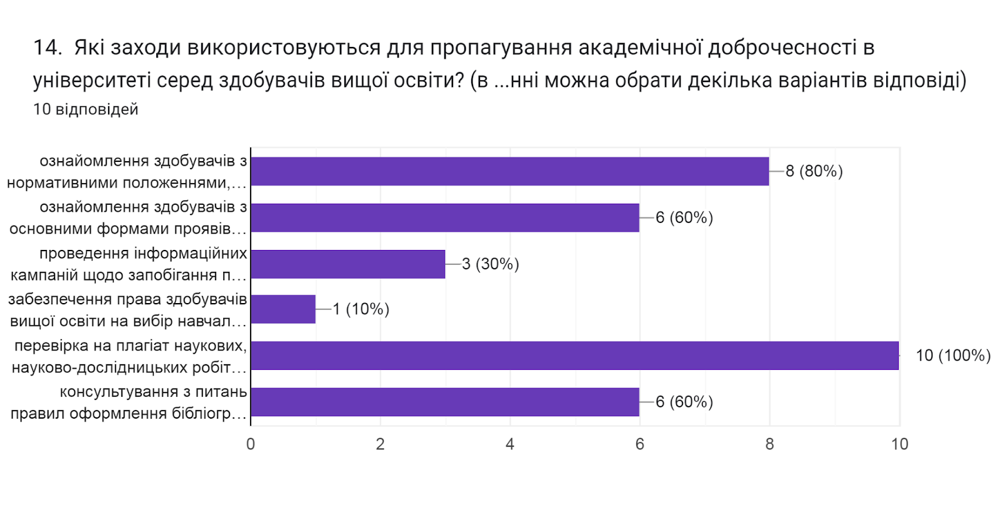 14.  Які заходи використовуються для пропагування академічної доброчесності в
університеті серед здобувачів вищої освіти? (в ...нні можна обрати декілька варіантів відповіді)
10 відповідей
ознайомлення здобувачів з
нормативними положеннями,…
8 (80%)
ознайомлення здобувачів з
основними формами проявів…
6 (60%)
проведення інформаційних
кампаній щодо запобігання п…
3 (30%)
забезпечення права здобувачів
вищої освіти на вибір навчал…
1 (10%)
перевірка на плагіат наукових,
науково-дослідницьких робіт…
10 (100%)
консультування з питань
правил оформлення бібліогр…
6 (60%)
0 2 4 6 8 10